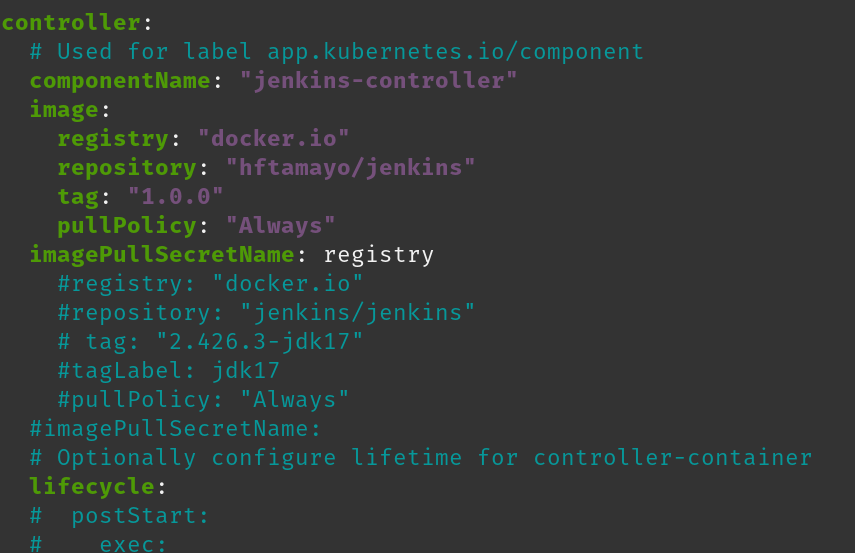 controller:
  # Used for label app.kubernetes.io/component
  componentName: "jenkins-controller"
  image:
    registry: "docker.io"
    repository: "hftamayo/jenkins"
    tag: "1.0.0"
    pullPolicy: "Always"
  imagePullSecretName: registry
    #registry: "docker.io"
    #repository: "jenkins/jenkins"
    # tag: "2.426.3-jdk17"
    #tagLabel: jdk17
    #pullPolicy: "Always"
  #imagePullSecretName:
  # Optionally configure lifetime for controller-container
  lifecycle:
  #  postStart:
  #    exec: